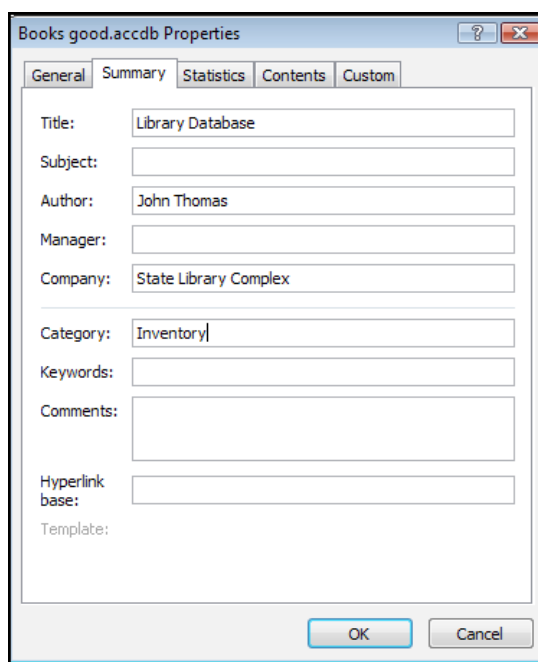 Books good.accdb Properties
?
General Summary Statistics Contents Custom
Title: Library Database
Subject:
Author: John Thomas
Manager:
Company: State Library Complex
Category: Inventory
Keywords:
Comments:
Hyperlink
base:
Template:
OK Cancel